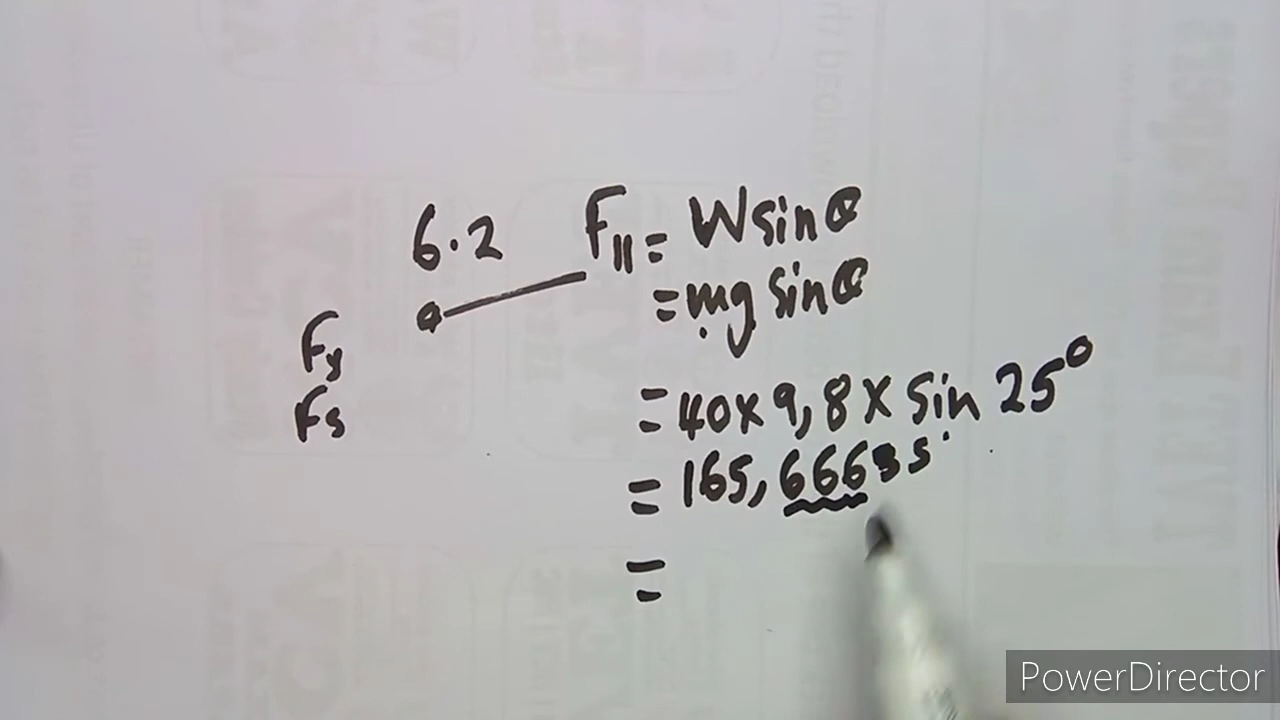 6.2 F|| = W sin θ
= mg sin θ
Fy
Fs
= 40 × 9,8 × sin 25°
= 165,66635
=
PowerDirector